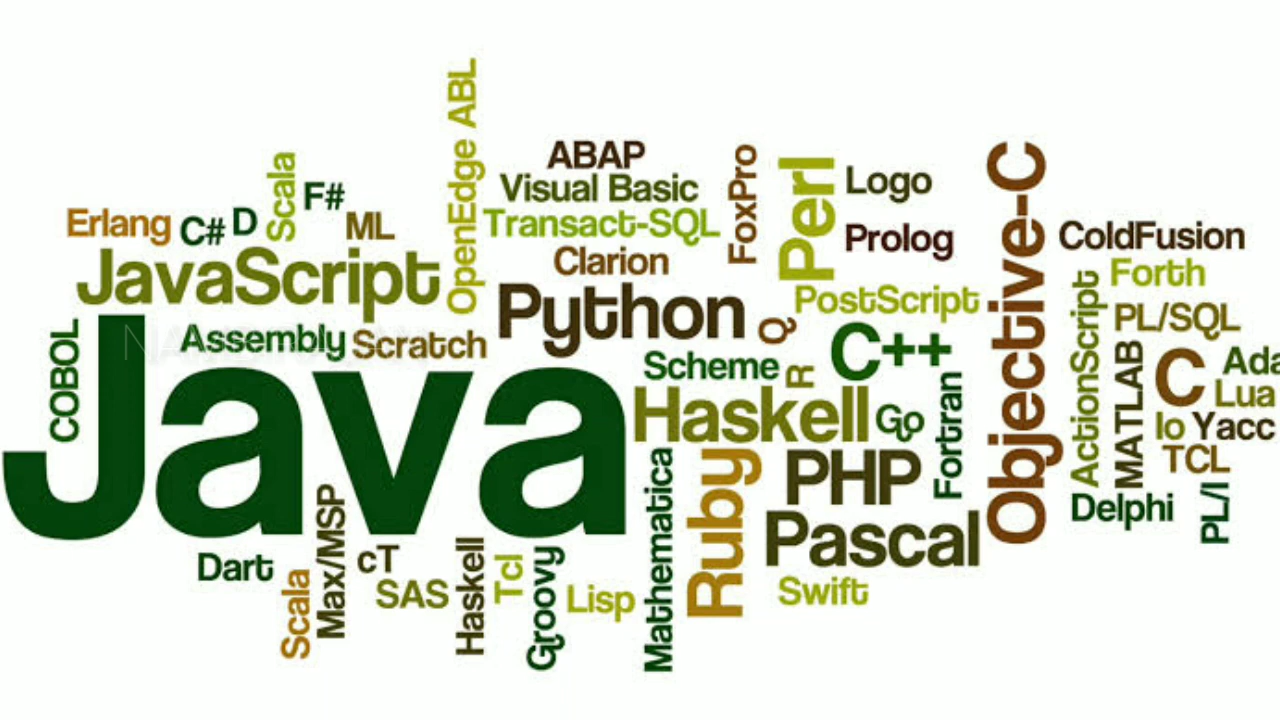 OpenEdge ABL
ABAP
Visual Basic
Transact-SQL
Clarion
FoxPro
Perl
Logo
Prolog
PostScript
Objective-C
ColdFusion
Forth
PL/SQL
ActionScript
MATLAB
C
Ada
Lua
Io
Yacc
TCL
Delphi
PL/I
Scala
F#
Erlang
C#
D
ML
JavaScript
Python
Q
C++
COBOL
Assembly
Scratch
Scheme
R
Java
Haskell
Go
Fortran
PHP
Ruby
Pascal
Mathematica
Swift
Dart
Scala
Max/MSP
cT
SAS
Haskell
Tcl
Groovy
Lisp